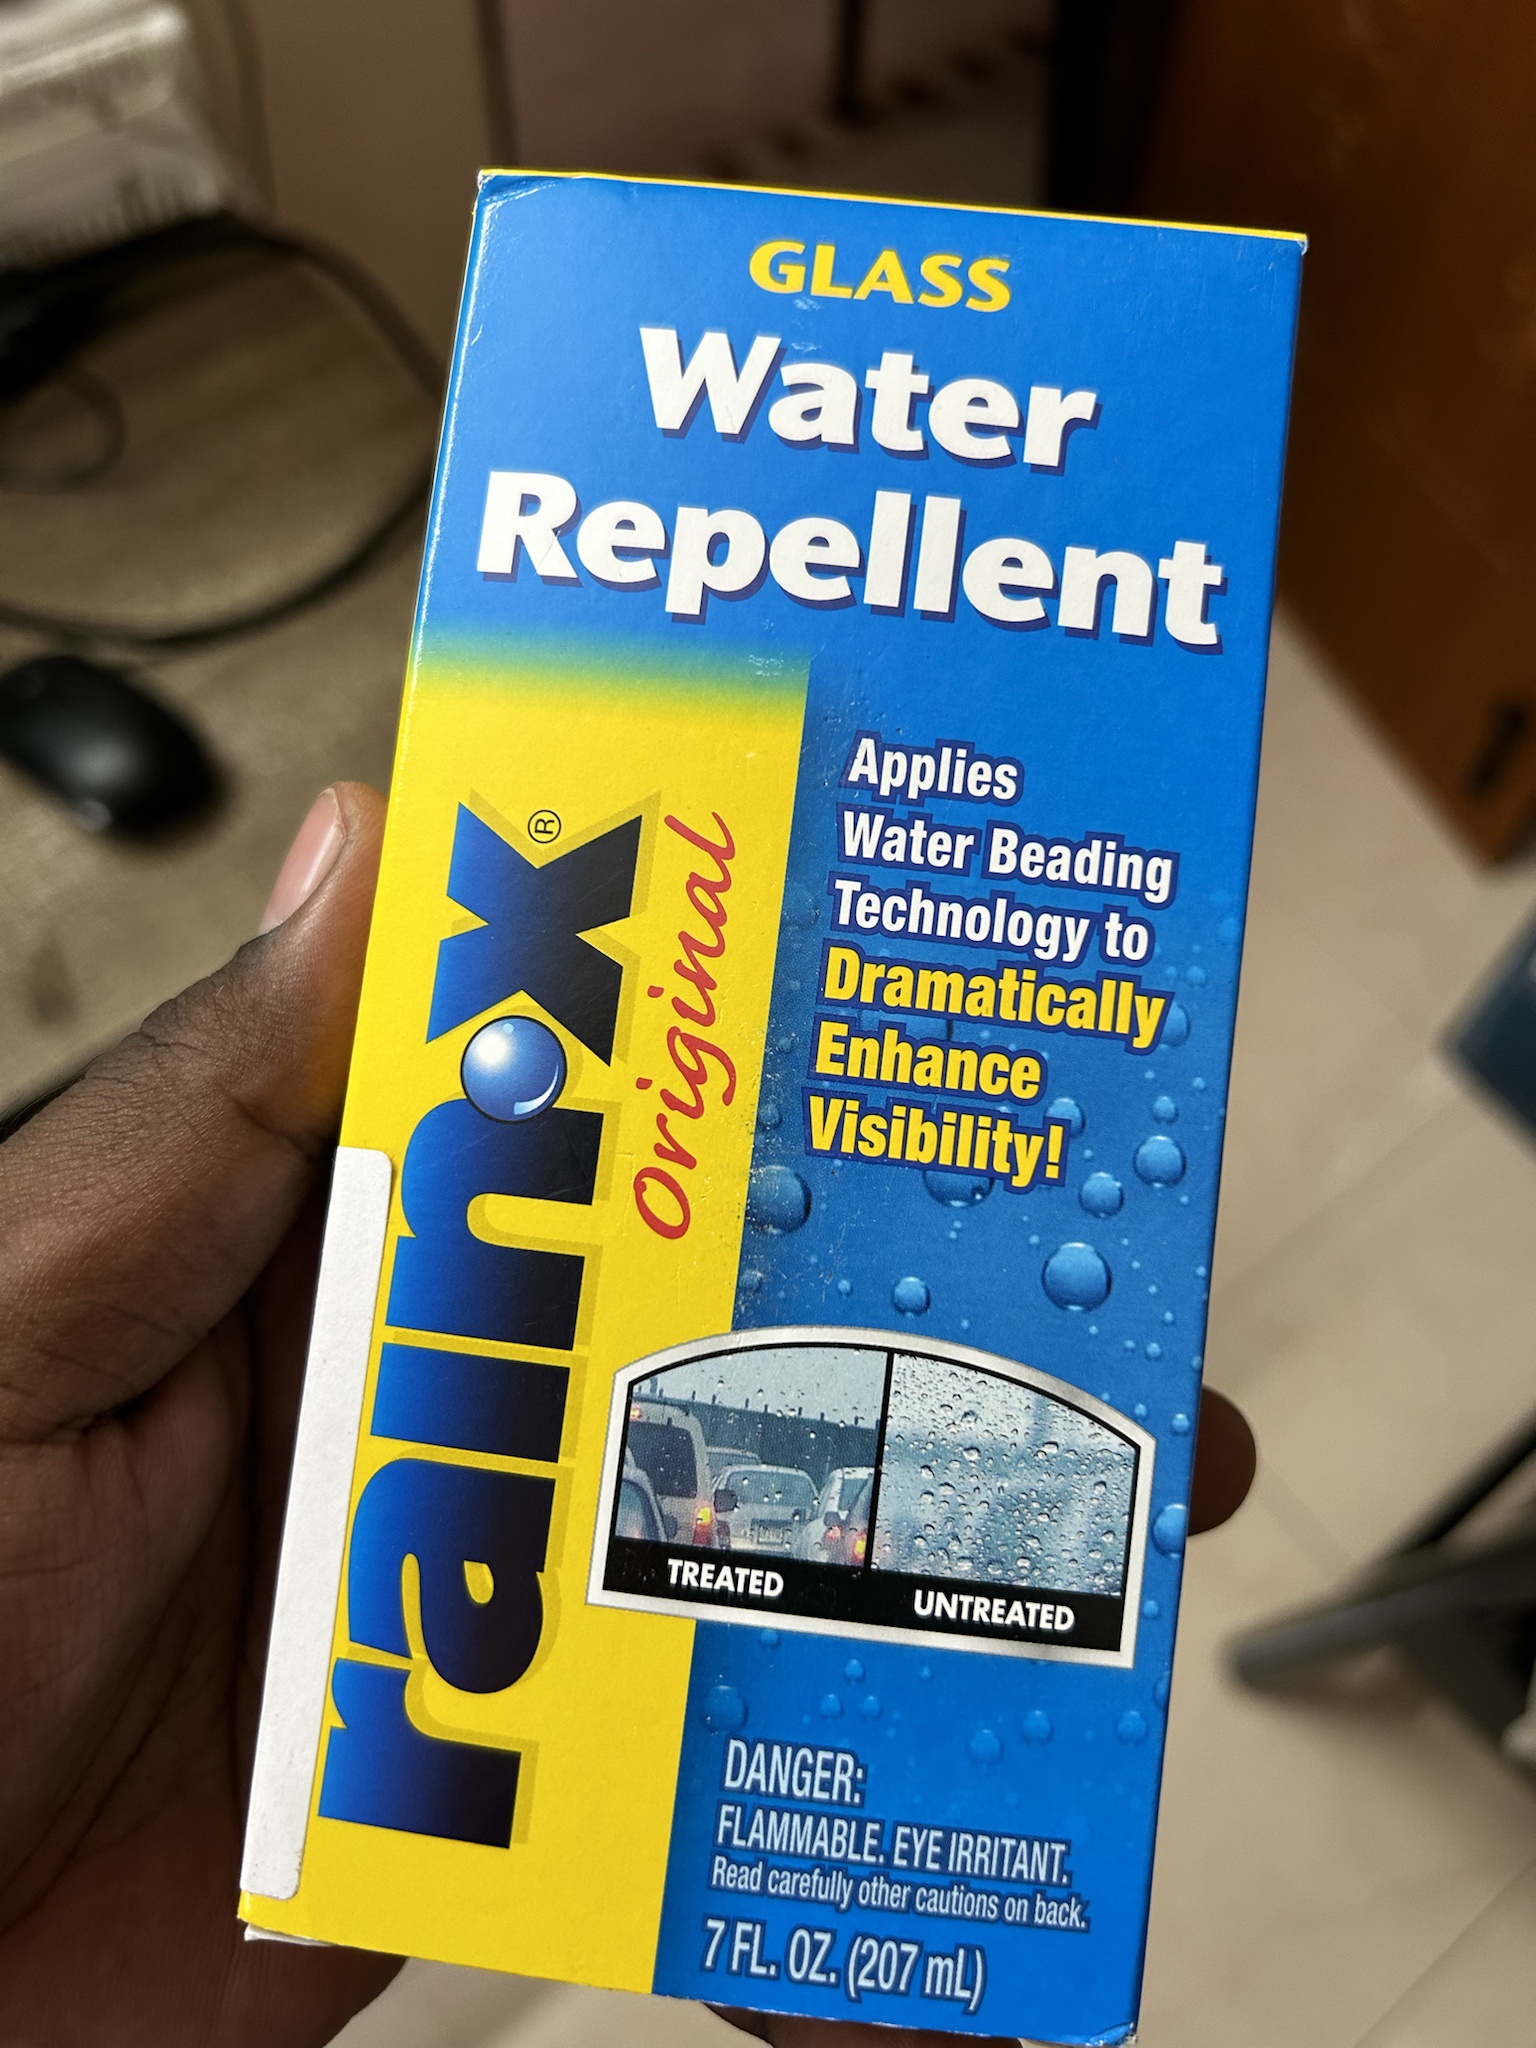 GLASS
Water
Repellent
rain·x®
Original
Applies
Water Beading
Technology to
Dramatically
Enhance
Visibility!
TREATED
UNTREATED
DANGER:
FLAMMABLE. EYE IRRITANT.
Read carefully other cautions on back.
7 FL. OZ. (207 mL)